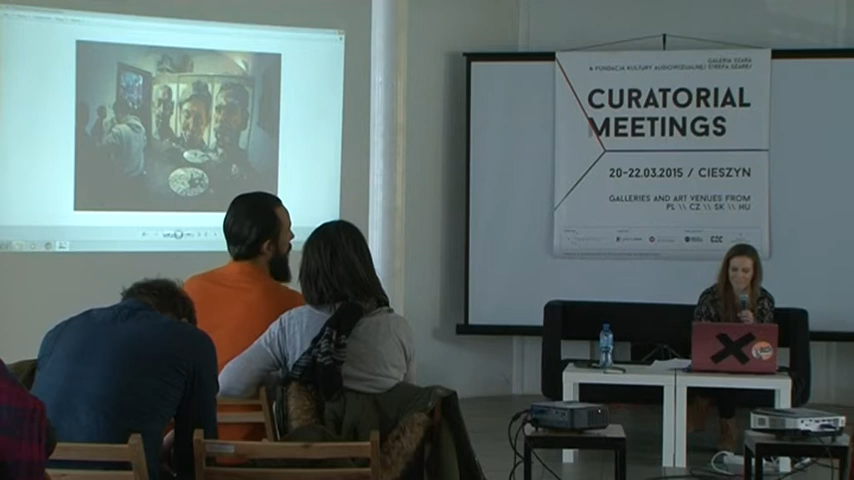 GALERIA SZARA
& FUNDACJA KULTURY AUDIOWIZUALNEJ STREFA SZAREJ
CURATORIAL
MEETINGS
20-22.03.2015 / CIESZYN
GALLERIES AND ART VENUES FROM
PL \\ CZ \\ SK \\ HU